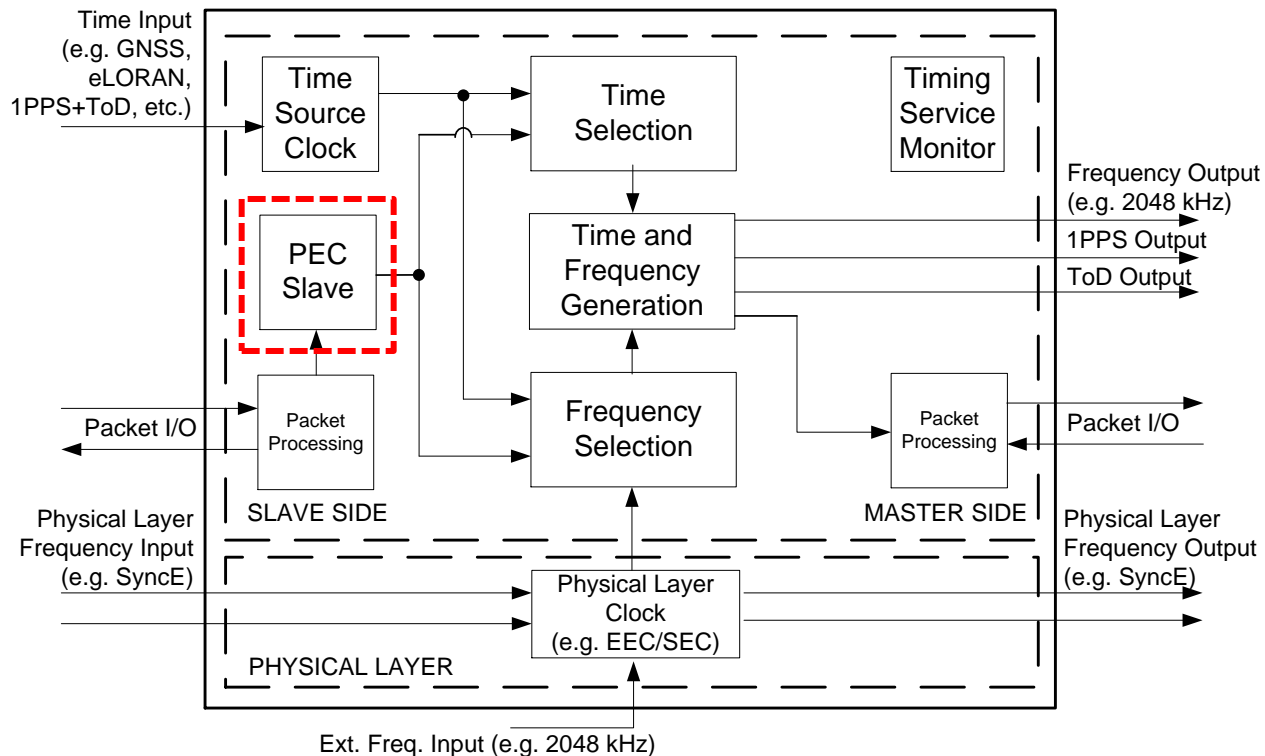 Time Input
(e.g. GNSS,
eLORAN,
1PPS+ToD, etc.)
Time
Source
Clock
Time
Selection
Timing
Service
Monitor
PEC
Slave
Time and
Frequency
Generation
Frequency Output
(e.g. 2048 kHz)
1PPS Output
ToD Output
Packet I/O
Packet
Processing
Frequency
Selection
Packet
Processing
Packet I/O
SLAVE SIDE
MASTER SIDE
Physical Layer
Frequency Input
(e.g. SyncE)
Physical Layer
Clock
(e.g. EEC/SEC)
Physical Layer
Frequency Output
(e.g. SyncE)
PHYSICAL LAYER
Ext. Freq. Input (e.g. 2048 kHz)